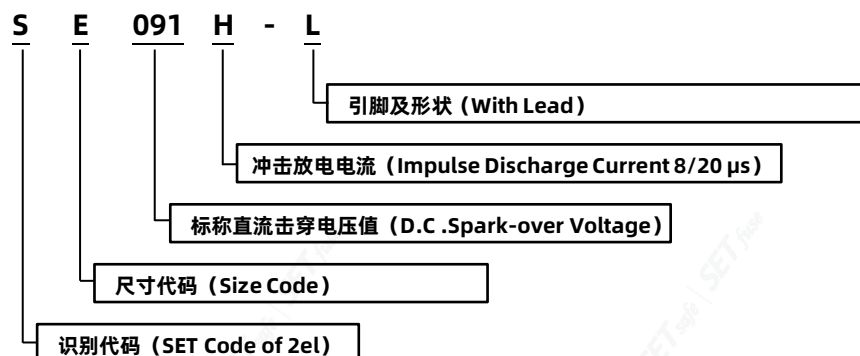 S E 091 H - L
引脚及形状（With Lead）
冲击放电电流（Impulse Discharge Current 8/20 μs）
标称直流击穿电压值（D.C .Spark-over Voltage）
尺寸代码（Size Code）
识别代码（SET Code of 2el）
SETsafe | SETfuse